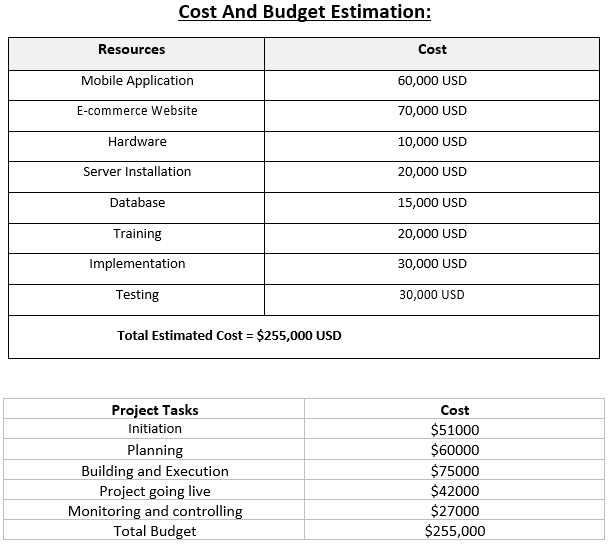 Cost And Budget Estimation:
Resources Cost
Mobile Application 60,000 USD
E-commerce Website 70,000 USD
Hardware 10,000 USD
Server Installation 20,000 USD
Database 15,000 USD
Training 20,000 USD
Implementation 30,000 USD
Testing 30,000 USD
Total Estimated Cost = $255,000 USD
Project Tasks Cost
Initiation $51000
Planning $60000
Building and Execution $75000
Project going live $42000
Monitoring and controlling $27000
Total Budget $255,000